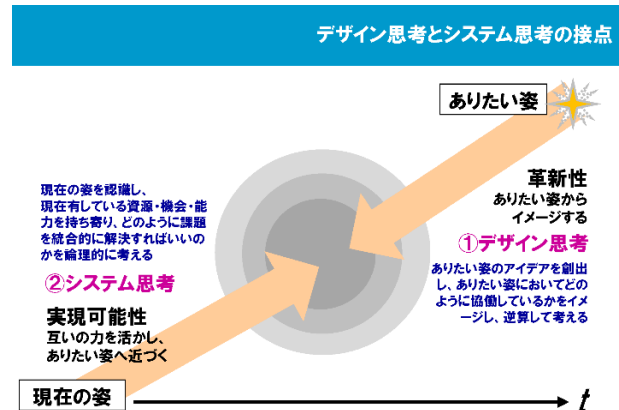 デザイン思考とシステム思考の接点
ありたい姿
革新性
ありたい姿から
イメージする
①デザイン思考
ありたい姿のアイデアを創出
し、ありたい姿においてどの
ように協働しているかをイメ
ージし、逆算して考える
現在の姿を認識し、
現在有している資源・機会・能
力を持ち寄り、どのように課題
を統合的に解決すればいいの
かを論理的に考える
②システム思考
実現可能性
互いの力を活かし、
ありたい姿へ近づく
現在の姿
t